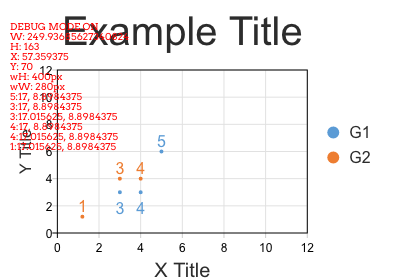 DEBUG MODE ON
Example Title
H: 163
X: 57.359375
Y: 70
wH: 400px
wW: 280px
5:17, 8.8984375
3:17, 8.8984375
3:17.015625, 8.8984375
4:17, 8.8984375
4:17.015625, 8.8984375
1:17.015625, 8.8984375
12
10
8
6
4
2
0
Y Title
5
3 4
3 4
1
0 2 4 6 8 10 12
X Title
G1
G2